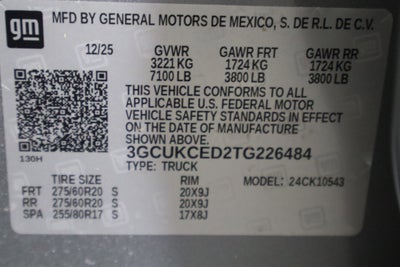 gm
MFD BY GENERAL MOTORS DE MEXICO, S. DE R.L. DE C.V.
12/25 GVWR GAWR FRT GAWR RR
3221 KG 1724 KG 1724 KG
7100 LB 3800 LB 3800 LB
THIS VEHICLE CONFORMS TO ALL
APPLICABLE U.S. FEDERAL MOTOR
VEHICLE SAFETY STANDARDS IN EFFECT
ON THE DATE OF MANUFACTURE
SHOWN ABOVE.
130H
3GCUKCED2TG226484
TYPE: TRUCK
TIRE SIZE RIM MODEL: 24CK10543
FRT 275/60R20 S 20X9J
RR 275/60R20 S 20X9J
SPA 255/80R17 S 17X8J